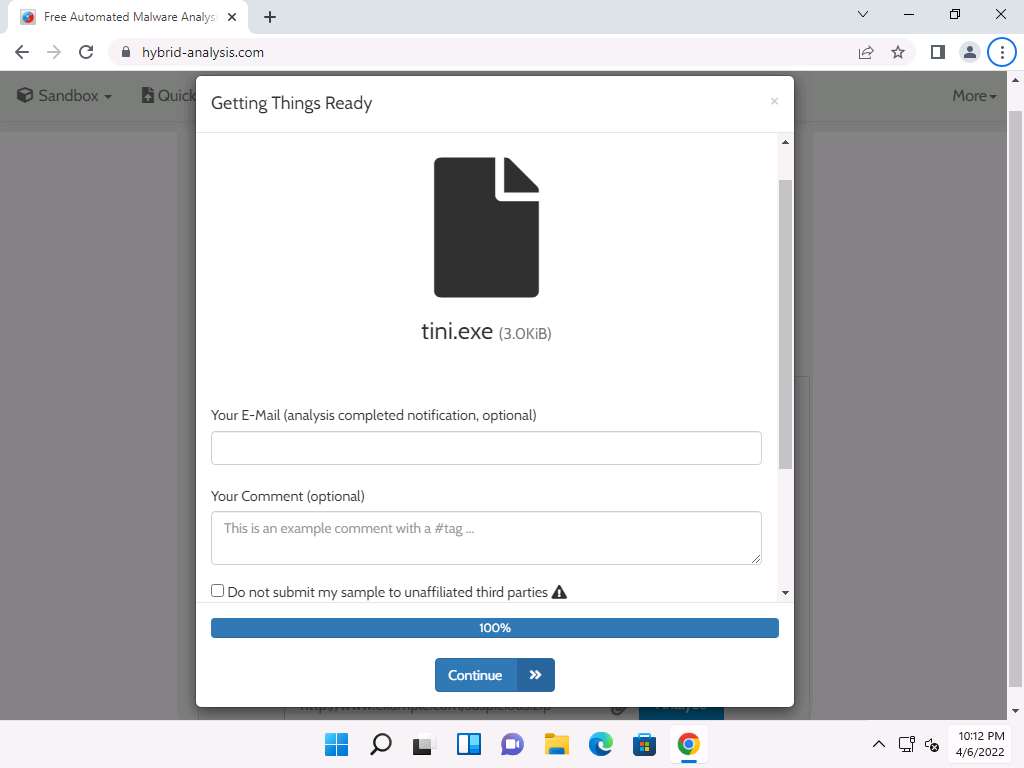 Free Automated Malware Analys
hybrid-analysis.com
Sandbox
Quick
More
Getting Things Ready
×
tini.exe (3.0KiB)
Your E-Mail (analysis completed notification, optional)
Your Comment (optional)
This is an example comment with a #tag ...
Do not submit my sample to unaffiliated third parties
100%
Continue
10:12 PM
4/6/2022